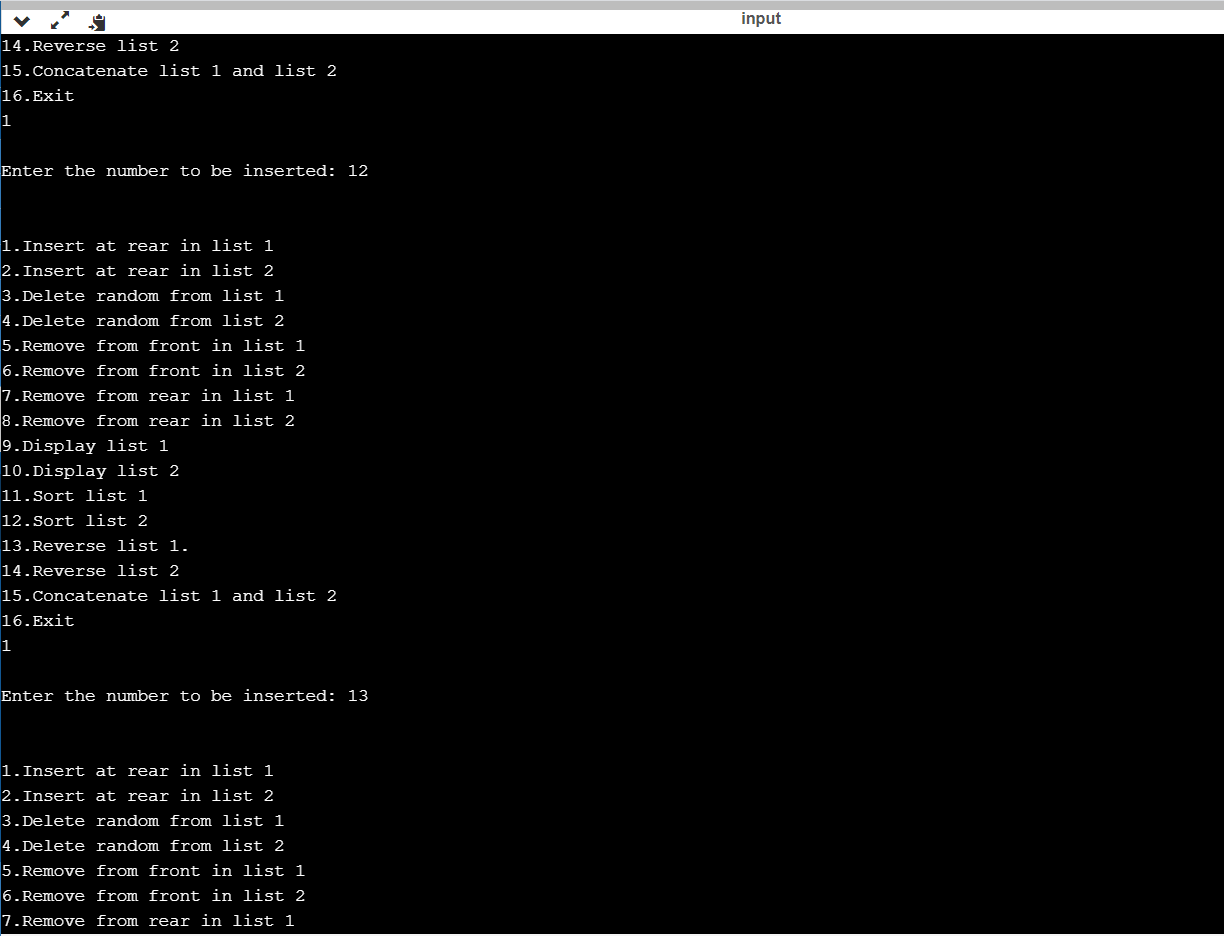 input
14.Reverse list 2
15.Concatenate list 1 and list 2
16.Exit
1
Enter the number to be inserted: 12
1.Insert at rear in list 1
2.Insert at rear in list 2
3.Delete random from list 1
4.Delete random from list 2
5.Remove from front in list 1
6.Remove from front in list 2
7.Remove from rear in list 1
8.Remove from rear in list 2
9.Display list 1
10.Display list 2
11.Sort list 1
12.Sort list 2
13.Reverse list 1.
14.Reverse list 2
15.Concatenate list 1 and list 2
16.Exit
1
Enter the number to be inserted: 13
1.Insert at rear in list 1
2.Insert at rear in list 2
3.Delete random from list 1
4.Delete random from list 2
5.Remove from front in list 1
6.Remove from front in list 2
7.Remove from rear in list 1